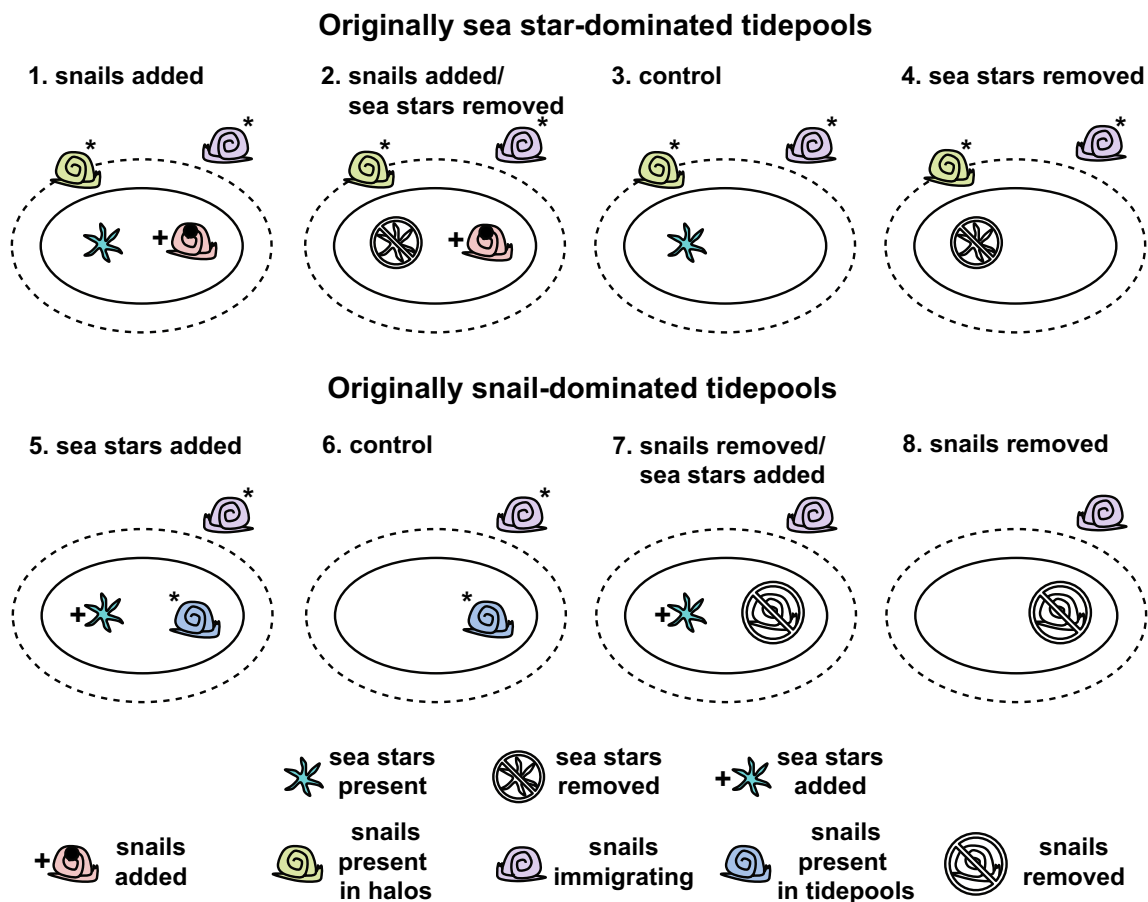 Originally sea star-dominated tidepools
1. snails added
2. snails added/
sea stars removed
3. control
4. sea stars removed
*
*
*
*
*
*
*
*
+
+
Originally snail-dominated tidepools
5. sea stars added
6. control
7. snails removed/
sea stars added
8. snails removed
*
*
+
*
*
+
sea stars
present
sea stars
removed
+
sea stars
added
+
snails
added
snails
present
in halos
snails
immigrating
snails
present
in tidepools
snails
removed